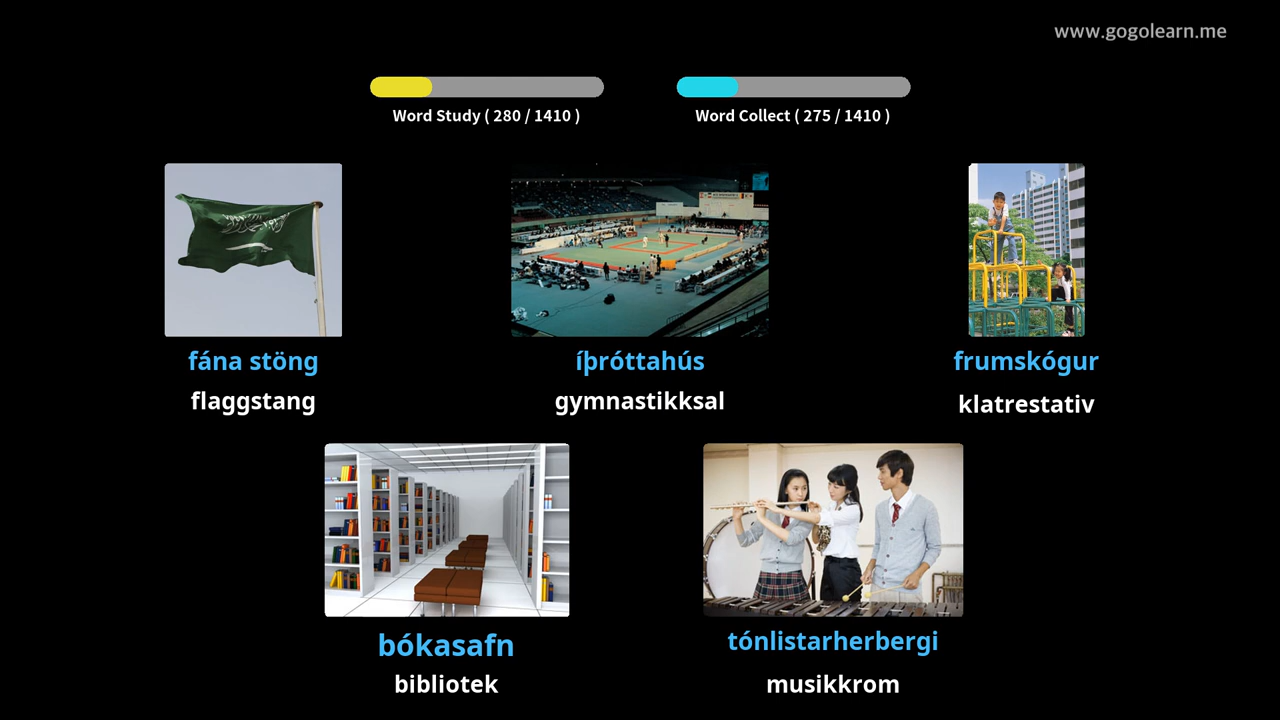 www.gogolearn.me
Word Study ( 280 / 1410 )
Word Collect ( 275 / 1410 )
fána stöng
flaggstang
íþróttahús
gymnastikksal
frumskógur
klatrestativ
bókasafn
bibliotek
tónlistarherbergi
musikkrom